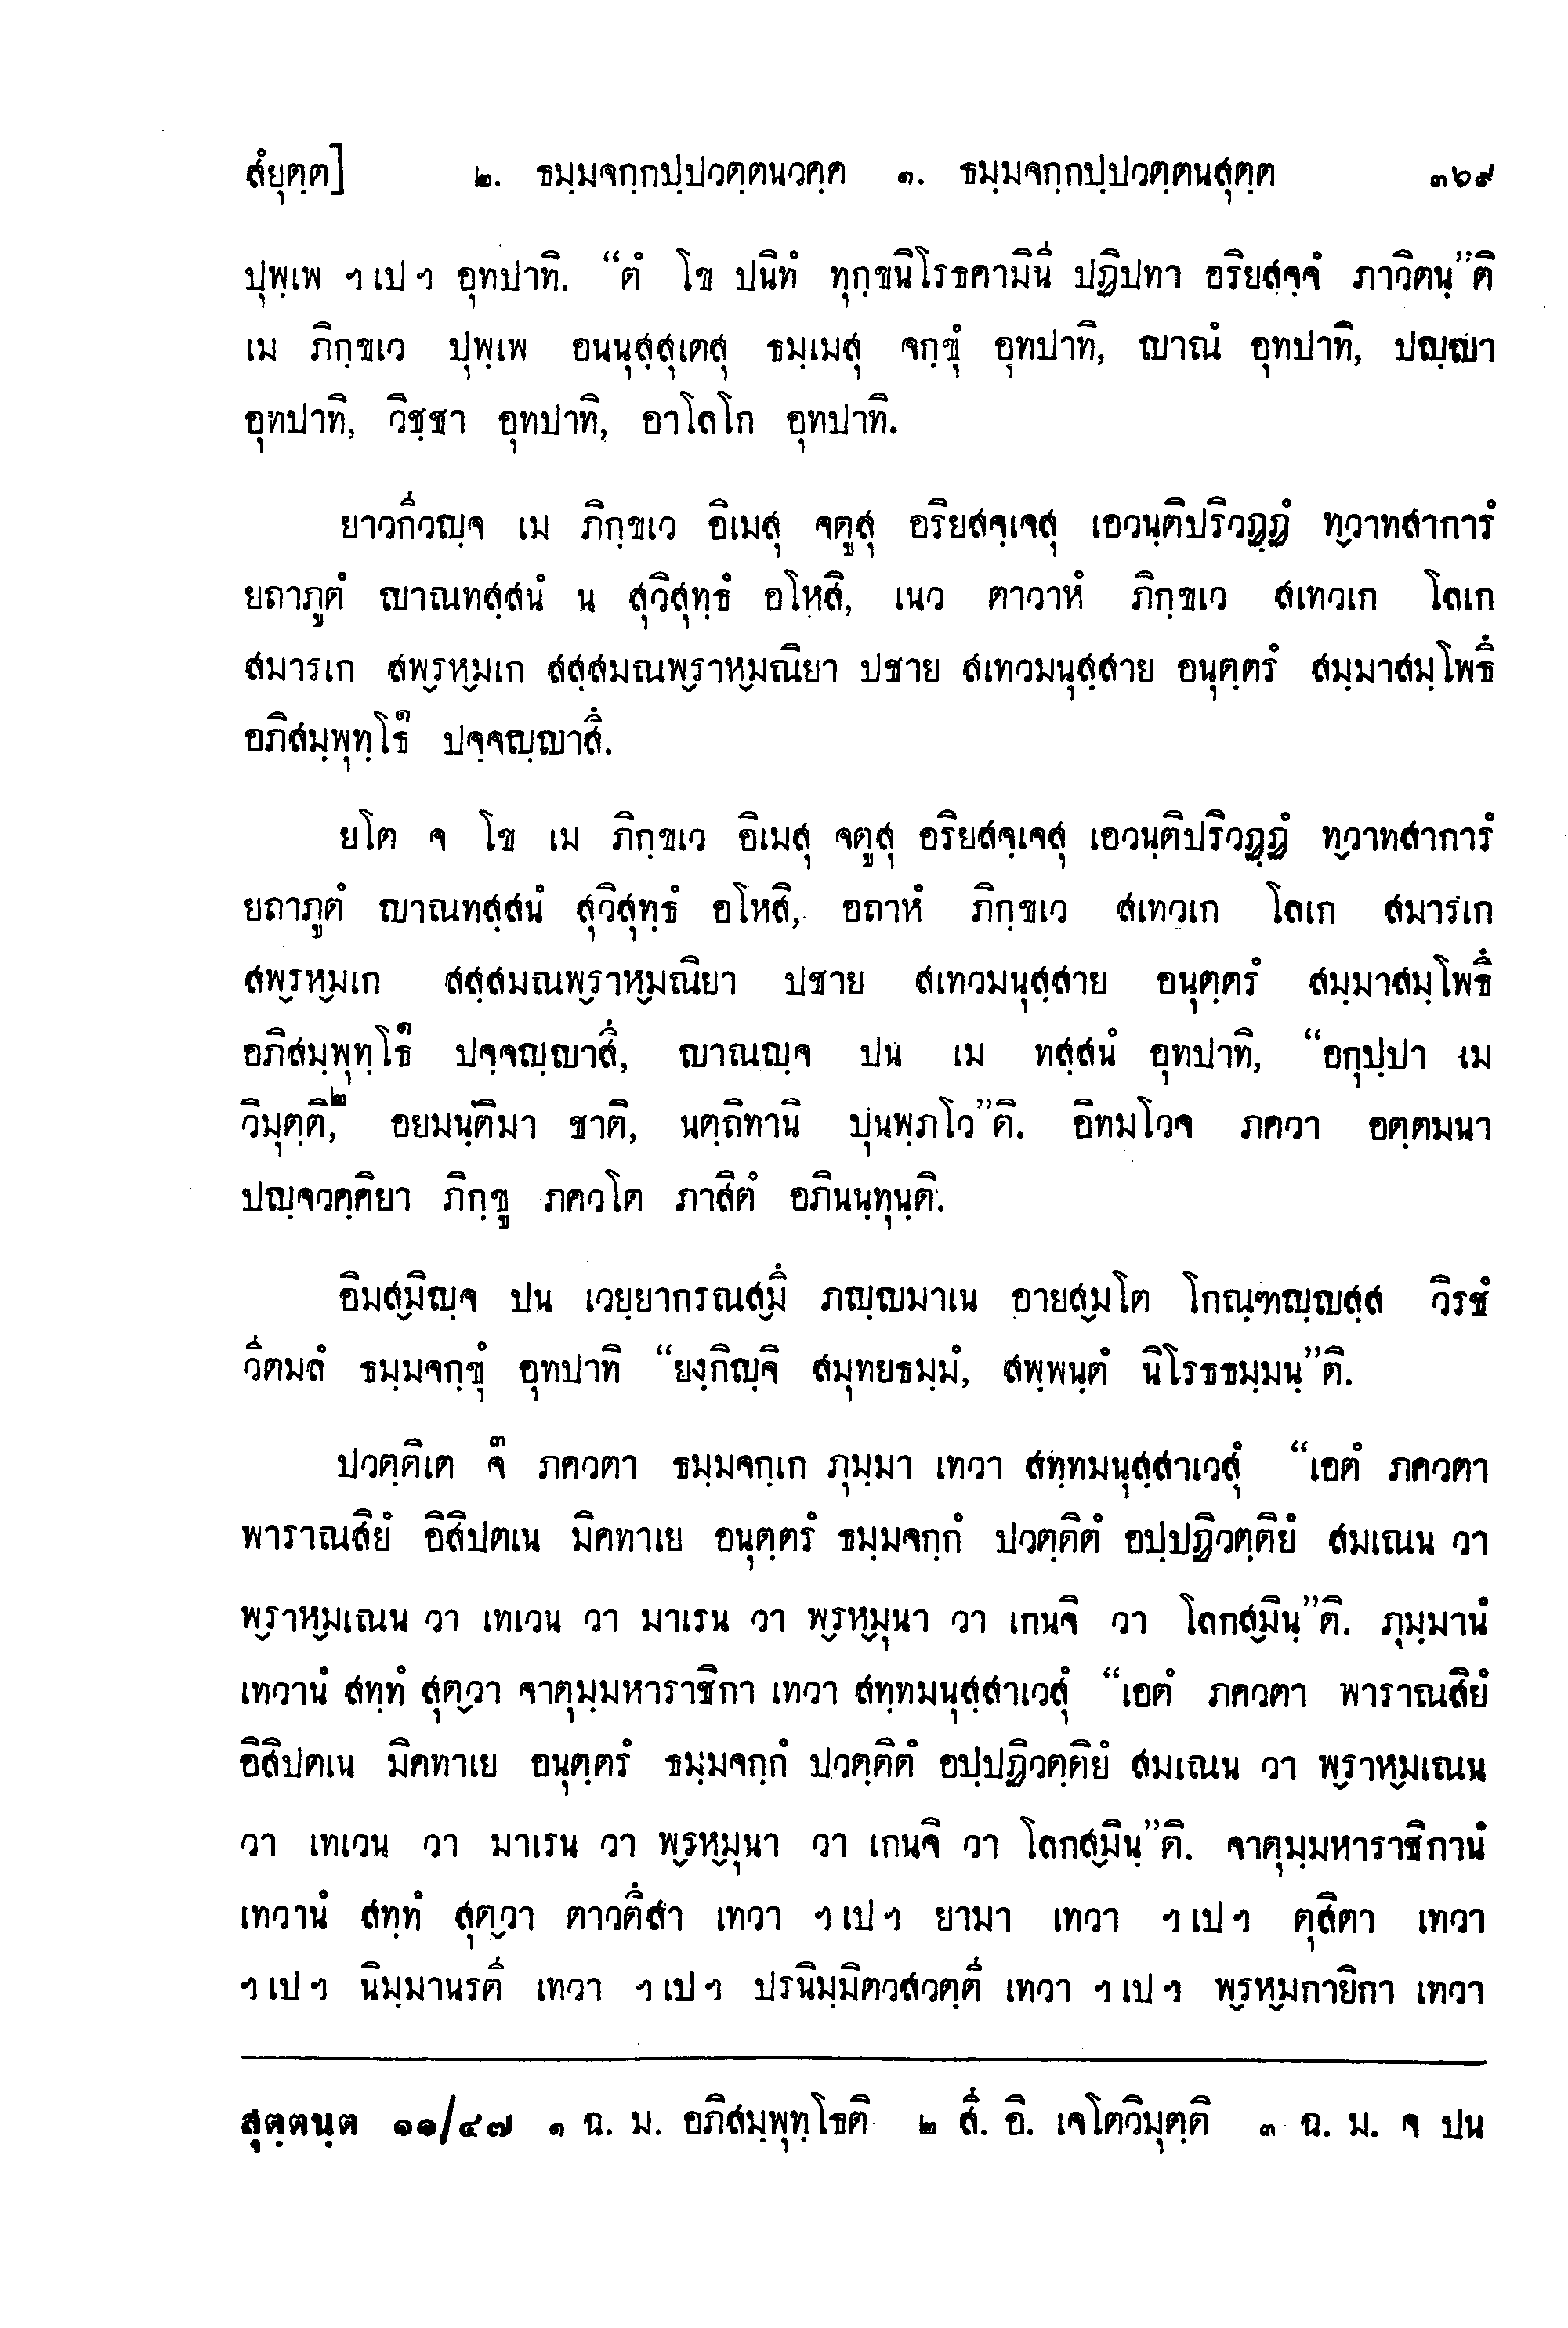 สํยุตฺต]	๒. ธมฺมจกฺกปฺปวตฺตนวคฺค ๑. ธมฺมจกฺกปฺปวตฺตนสุตฺต	๓๖๙
ปุพฺเพ ฯ เป ฯ อุทปาทิ. “ตํ โข ปนิทํ ทุกฺขนิโรธคามินี ปฏิปทา อริยสจฺจํ ภาวิตนฺ”ติ
เม ภิกฺขเว ปุพฺเพ อนนุสฺสุเตสุ ธมฺเมสุ จกฺขุํ อุทปาทิ, ญาณํ อุทปาทิ, ปญฺญา
อุทปาทิ, วิชฺชา อุทปาทิ, อาโลโก อุทปาทิ.
ยาวกีวญฺจ เม ภิกฺขเว อิเมสุ จตูสุ อริยสจฺเจสุ เอวนฺติปริวฏฺฏํ ทฺวาทสาการํ
ยถาภูตํ ญาณทสฺสนํ น สุวิสุทฺธํ อโหสิ, เนว ตาวาหํ ภิกฺขเว สเทวเก โลเก
สมารเก สพฺรหฺมเก สสฺสมณพฺราหฺมณิยา ปชาย สเทวมนุสฺสาย อนุตฺตรํ สมฺมาสมฺโพธึ
อภิสมฺพุทฺโธ๑ ปจฺจญฺญาสึ.
ยโต จ โข เม ภิกฺขเว อิเมสุ จตูสุ อริยสจฺเจสุ เอวนฺติปริวฏฺฏํ ทฺวาทสาการํ
ยถาภูตํ ญาณทสฺสนํ สุวิสุทฺธํ อโหสิ, อถาหํ ภิกฺขเว สเทวเก โลเก สมารเก
สพฺรหฺมเก สสฺสมณพฺราหฺมณิยา ปชาย สเทวมนุสฺสาย อนุตฺตรํ สมฺมาสมฺโพธึ
อภิสมฺพุทฺโธ๑ ปจฺจญฺญาสึ, ญาณญฺจ ปน เม ทสฺสนํ อุทปาทิ, “อกุปฺปา เม
วิมุตฺติ,๒ อยมนฺติมา ชาติ, นตฺถิทานิ ปุนพฺภโว”ติ. อิทมโวจ ภควา อตฺตมนา
ปญฺจวคฺคิยา ภิกฺขู ภควโต ภาสิตํ อภินนฺทุนฺติ.
อิมสฺมิญฺจ ปน เวยฺยากรณสฺมึ ภญฺญมาเน อายสฺมโต โกณฺฑญฺญสฺส วิรชํ
วีตมลํ ธมฺมจกฺขุํ อุทปาทิ “ยงฺกิญฺจิ สมุทยธมฺมํ, สพฺพนฺตํ นิโรธธมฺมนฺ”ติ.
ปวตฺติเต จ๓ ภควตา ธมฺมจกฺเก ภุมฺมา เทวา สทฺทมนุสฺสาเวสุํ “เอตํ ภควตา
พาราณสิยํ อิสิปตเน มิคทาเย อนุตฺตรํ ธมฺมจกฺกํ ปวตฺติตํ อปฺปฏิวตฺติยํ สมเณน วา
พฺราหฺมเณน วา เทเวน วา มาเรน วา พฺรหฺมุนา วา เกนจิ วา โลกสฺมินฺ”ติ. ภุมฺมานํ
เทวานํ สทฺทํ สุตฺวา จาตุมฺมหาราชิกา เทวา สทฺทมนุสฺสาเวสุํ “เอตํ ภควตา พาราณสิยํ
อิสิปตเน มิคทาเย อนุตฺตรํ ธมฺมจกฺกํ ปวตฺติตํ อปฺปฏิวตฺติยํ สมเณน วา พฺราหฺมเณน
วา เทเวน วา มาเรน วา พฺรหฺมุนา วา เกนจิ วา โลกสฺมินฺ”ติ. จาตุมฺมหาราชิกานํ
เทวานํ สทฺทํ สุตฺวา ตาวตึสา เทวา ฯ เป ฯ ยามา เทวา ฯ เป ฯ ตุสิตา เทวา
ฯ เป ฯ นิมฺมานรตี เทวา ฯ เป ฯ ปรนิมฺมิตวสวตฺตี เทวา ฯ เป ฯ พฺรหฺมกายิกา เทวา
สุตฺตนฺต ๑๑/๔๗ ๑ ฉ. ม. อภิสมฺพุทฺโธติ ๒ สี. อิ. เจโตวิมุตฺติ ๓ ฉ. ม. จ ปน